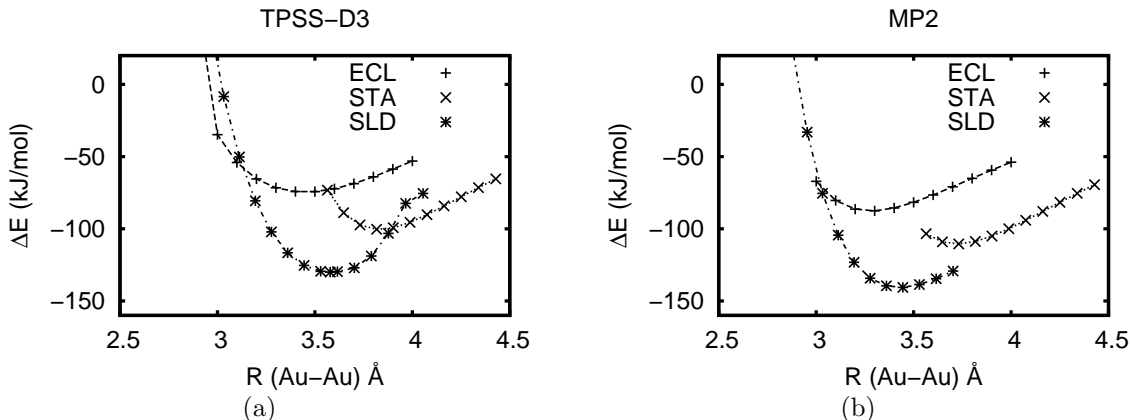 TPSS−D3
0
−50
−100
−150
2.5
3
3.5
4
4.5
ΔE (kJ/mol)
R (Au−Au) Å
ECL
STA
SLD
(a)
MP2
0
−50
−100
−150
2.5
3
3.5
4
4.5
ΔE (kJ/mol)
R (Au−Au) Å
ECL
STA
SLD
(b)